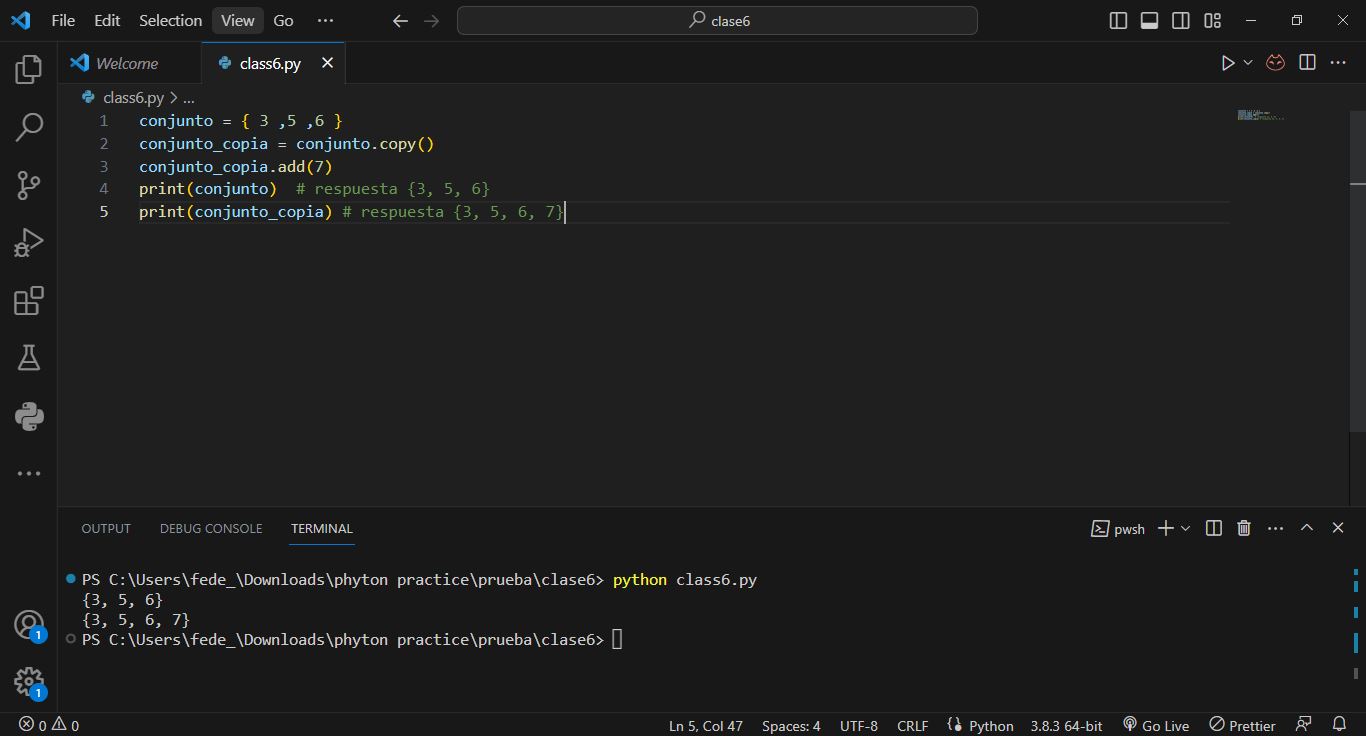 File Edit Selection View Go ··· clase6
Welcome class6.py
class6.py > ...
1 conjunto = { 3 ,5 ,6 }
2 conjunto_copia = conjunto.copy()
3 conjunto_copia.add(7)
4 print(conjunto)  # respuesta {3, 5, 6}
5 print(conjunto_copia) # respuesta {3, 5, 6, 7}
OUTPUT DEBUG CONSOLE TERMINAL pwsh
PS C:\Users\fede_\Downloads\phyton practice\prueba\clase6> python class6.py
{3, 5, 6}
{3, 5, 6, 7}
PS C:\Users\fede_\Downloads\phyton practice\prueba\clase6>
1
1
0 0 Ln 5, Col 47 Spaces: 4 UTF-8 CRLF Python 3.8.3 64-bit Go Live Prettier